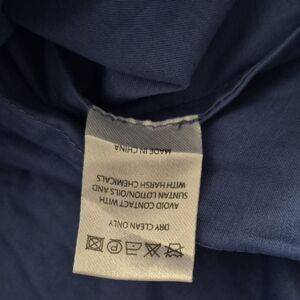 DRY CLEAN ONLY
AVOID CONTACT WITH
SUNTAN LOTION/OILS AND
WITH HARSH CHEMICALS
MADE IN CHINA